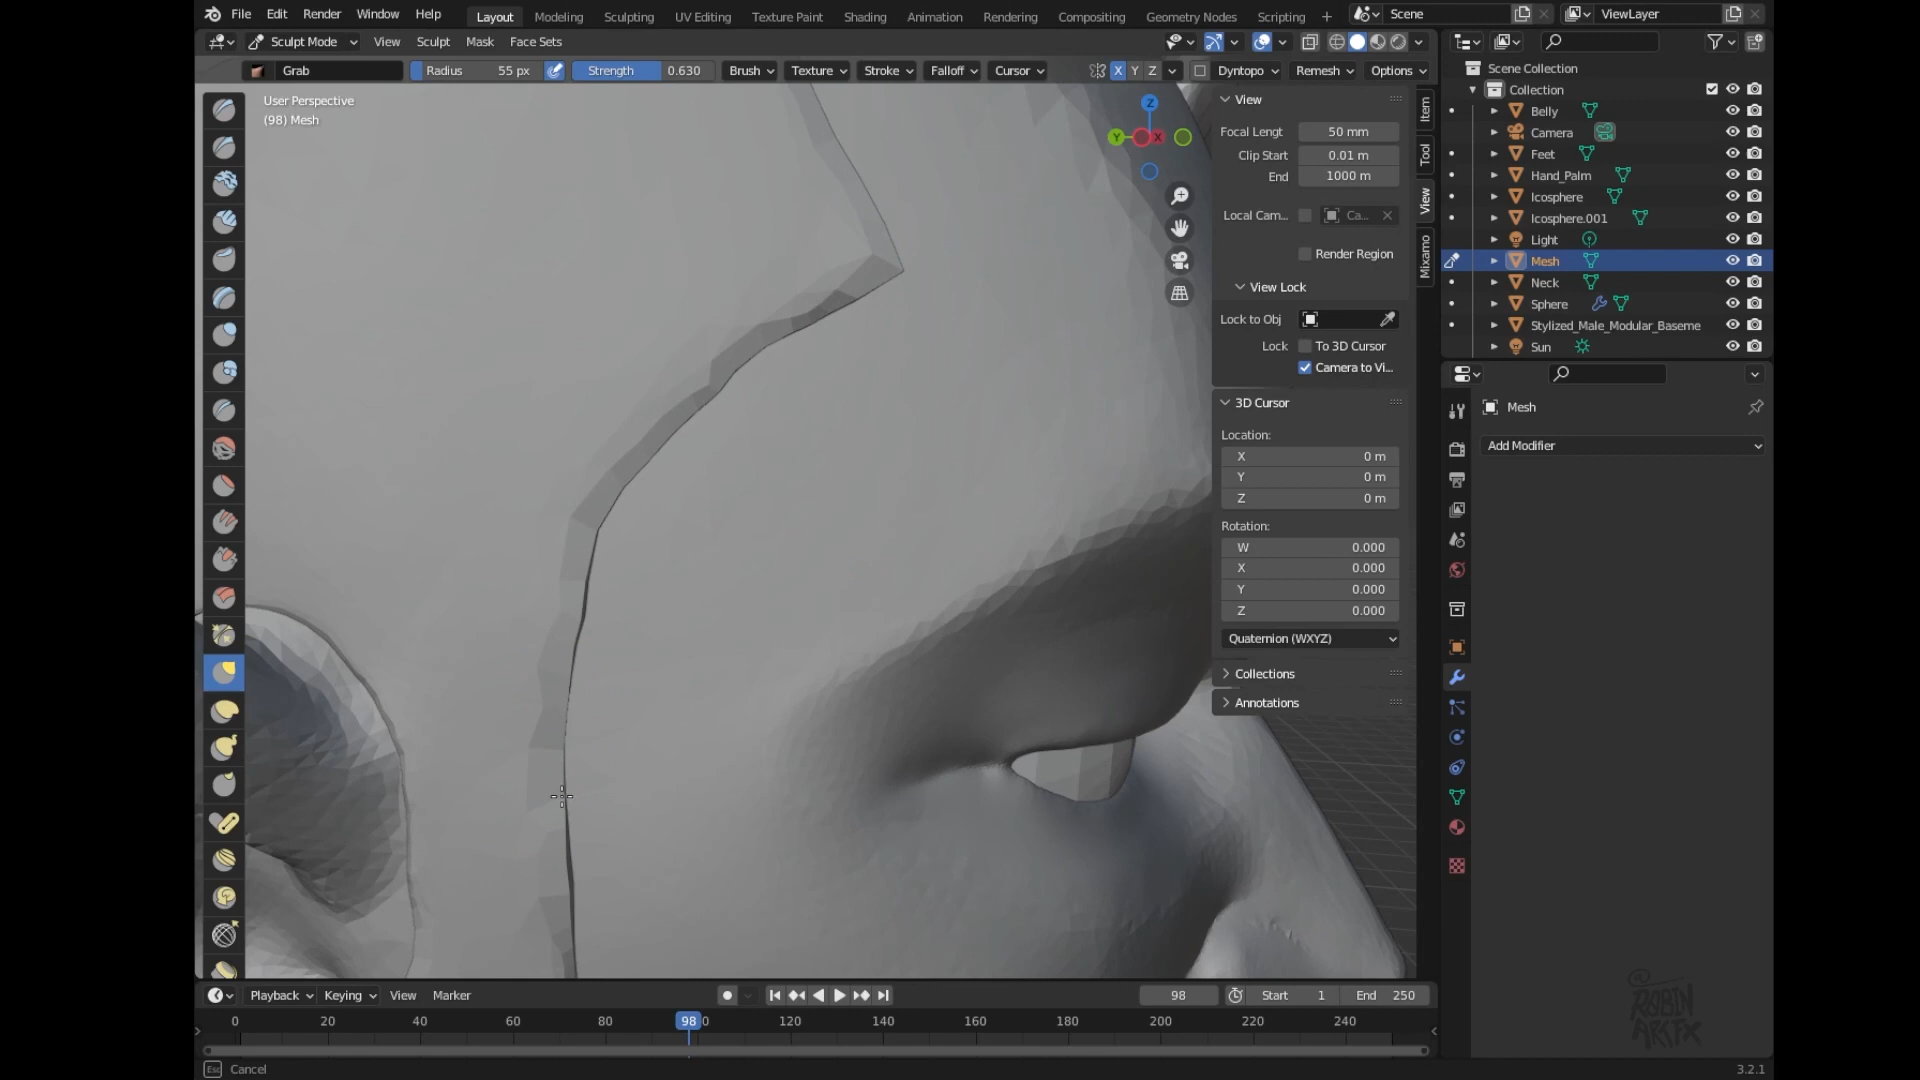 File Edit Render Window Help Layout Modeling Sculpting UV Editing Texture Paint Shading Animation Rendering Compositing Geometry Nodes Scripting + Scene ViewLayer
Sculpt Mode View Sculpt Mask Face Sets
Grab Radius 55 px Strength 0.630 Brush Texture Stroke Falloff Cursor X Y Z Dyntopo Remesh Options
User Perspective
(98) Mesh
Z
Y
X
View
Focal Lengt 50 mm
Clip Start 0.01 m
End 1000 m
Local Cam... Ca...
Render Region
View Lock
Lock to Obj
Lock To 3D Cursor
Camera to Vi...
3D Cursor
Location:
X 0 m
Y 0 m
Z 0 m
Rotation:
W 0.000
X 0.000
Y 0.000
Z 0.000
Quaternion (WXYZ)
Collections
Annotations
Item
Tool
View
Mixamo
Scene Collection
Collection
Belly
Camera
Feet
Hand_Palm
Icosphere
Icosphere.001
Light
Mesh
Neck
Sphere
Stylized_Male_Modular_Baseme
Sun
Mesh
Add Modifier
@
ROBIN
ARTX
Playback Keying View Marker 98 Start 1 End 250
0 20 40 60 80 98 0 120 140 160 180 200 220 240
Esc Cancel 3.2.1